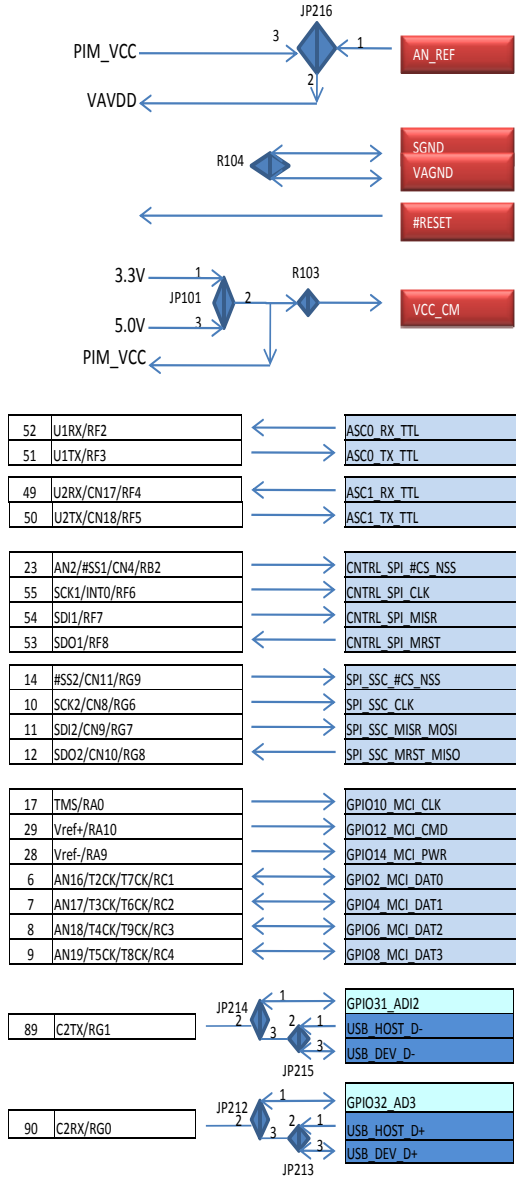 JP216
3
1
PIM_VCC
AN_REF
2
VAVDD
SGND
R104
VAGND
#RESET
3.3V
1
R103
JP101
2
VCC_CM
5.0V
3
PIM_VCC
52 U1RX/RF2 ASC0_RX_TTL
51 U1TX/RF3 ASC0_TX_TTL
49 U2RX/CN17/RF4 ASC1_RX_TTL
50 U2TX/CN18/RF5 ASC1_TX_TTL
23 AN2/#SS1/CN4/RB2 CNTRL_SPI_#CS_NSS
55 SCK1/INT0/RF6 CNTRL_SPI_CLK
54 SDI1/RF7 CNTRL_SPI_MISR
53 SDO1/RF8 CNTRL_SPI_MRST
14 #SS2/CN11/RG9 SPI_SSC_#CS_NSS
10 SCK2/CN8/RG6 SPI_SSC_CLK
11 SDI2/CN9/RG7 SPI_SSC_MISR_MOSI
12 SDO2/CN10/RG8 SPI_SSC_MRST_MISO
17 TMS/RA0 GPIO10_MCI_CLK
29 Vref+/RA10 GPIO12_MCI_CMD
28 Vref-/RA9 GPIO14_MCI_PWR
6 AN16/T2CK/T7CK/RC1 GPIO2_MCI_DAT0
7 AN17/T3CK/T6CK/RC2 GPIO4_MCI_DAT1
8 AN18/T4CK/T9CK/RC3 GPIO6_MCI_DAT2
9 AN19/T5CK/T8CK/RC4 GPIO8_MCI_DAT3
JP214
1
GPIO31_ADI2
89 C2TX/RG1
2
2
1
USB_HOST_D-
3
3
USB_DEV_D-
JP215
JP212
1
GPIO32_AD3
90 C2RX/RG0
2
2
1
USB_HOST_D+
3
3
USB_DEV_D+
JP213